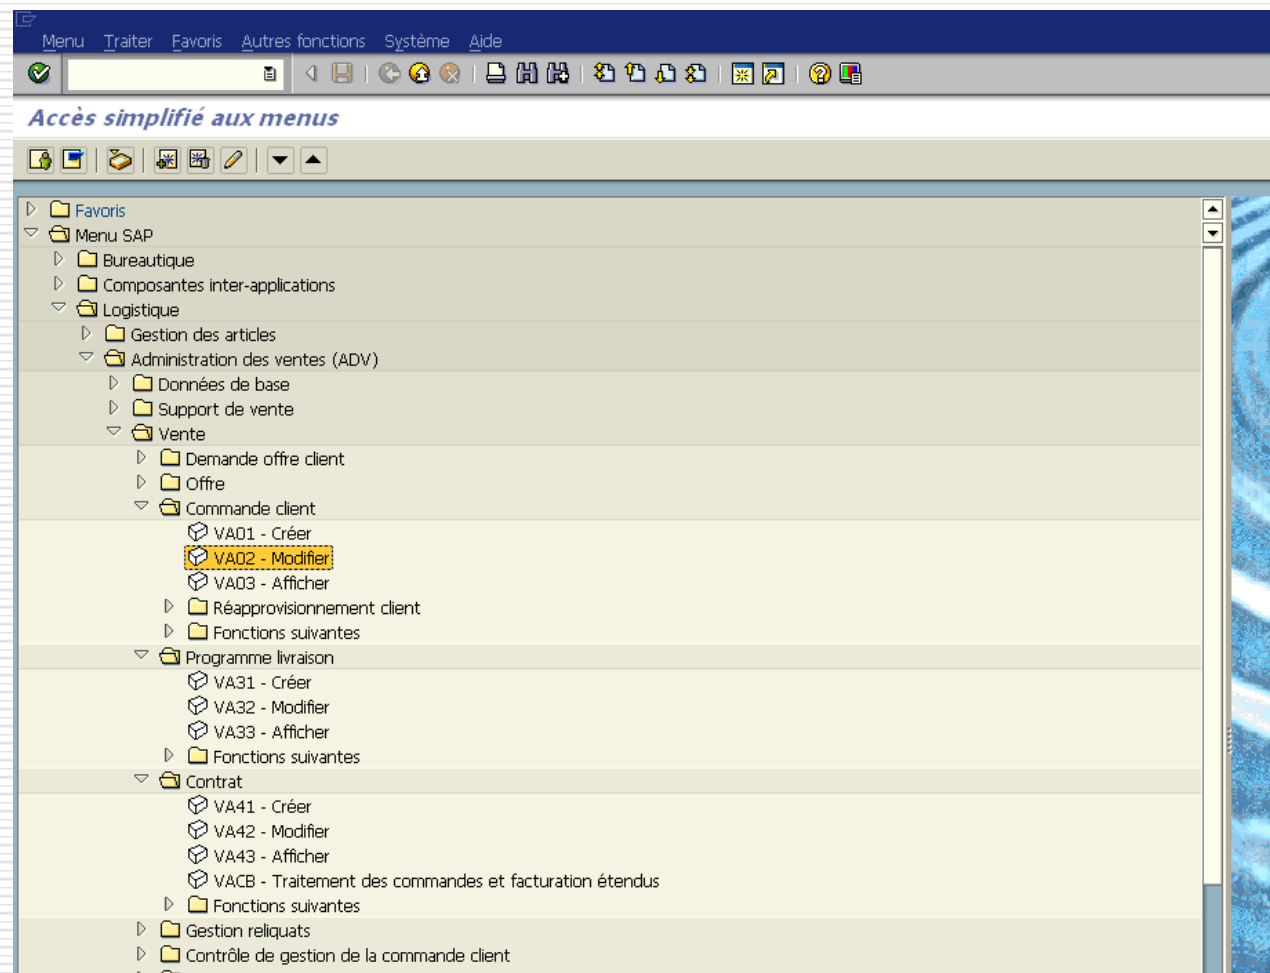 Menu Traiter Favoris Autres fonctions Système Aide
Accès simplifié aux menus
Favoris
Menu SAP
Bureautique
Composantes inter-applications
Logistique
Gestion des articles
Administration des ventes (ADV)
Données de base
Support de vente
Vente
Demande offre client
Offre
Commande client
VA01 - Créer
VA02 - Modifier
VA03 - Afficher
Réapprovisionnement client
Fonctions suivantes
Programme livraison
VA31 - Créer
VA32 - Modifier
VA33 - Afficher
Fonctions suivantes
Contrat
VA41 - Créer
VA42 - Modifier
VA43 - Afficher
VACB - Traitement des commandes et facturation étendus
Fonctions suivantes
Gestion reliquats
Contrôle de gestion de la commande client